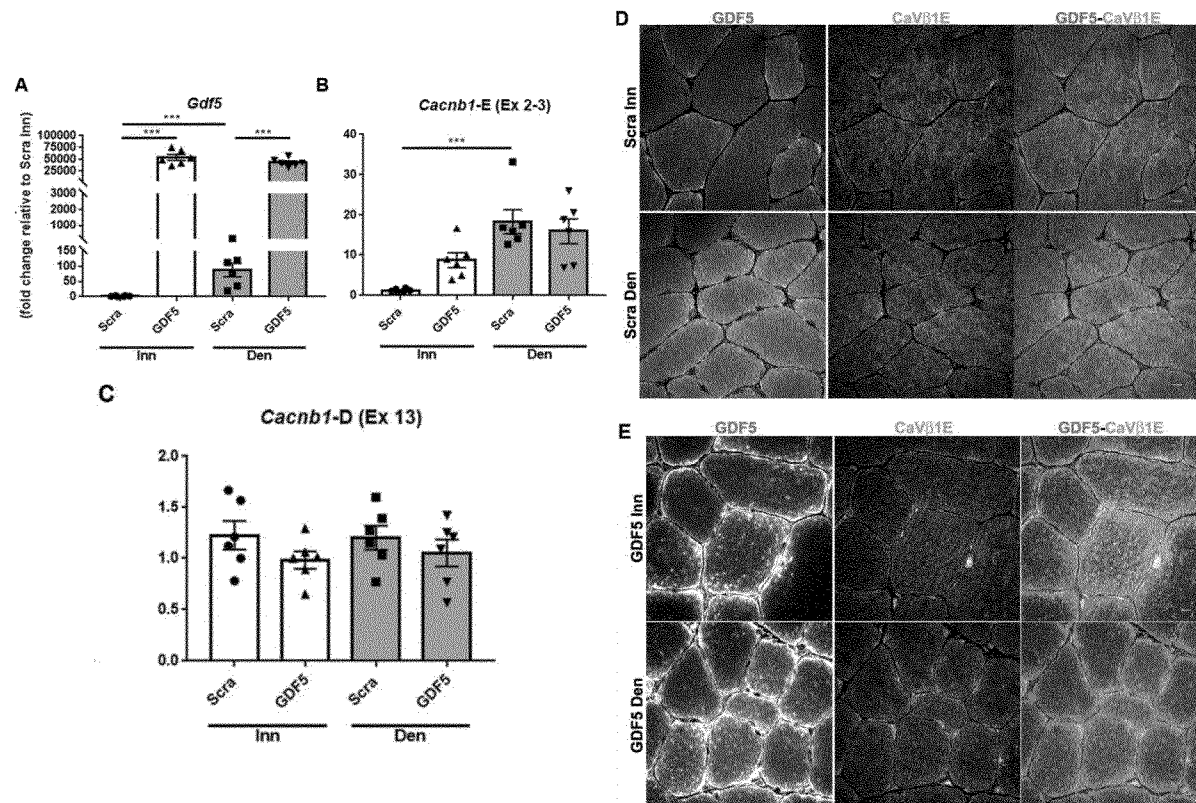 A
Gdf5
(fold change relative to Scra Inn)
***
***
***
100000
75000
50000
25000
3000
2000
1000
150
100
50
0
Scra
GDF5
Scra
GDF5
Inn
Den
B
Cacnb1-E (Ex 2-3)
***
40
30
20
10
0
Scra
GDF5
Scra
GDF5
Inn
Den
C
Cacnb1-D (Ex 13)
2.0
1.5
1.0
0.5
0.0
Scra
GDF5
Scra
GDF5
Inn
Den
D
GDF5
CaVβ1E
GDF5-CaVβ1E
Scra Inn
Scra Den
E
GDF5
CaVβ1E
GDF5-CaVβ1E
GDF5 Inn
GDF5 Den